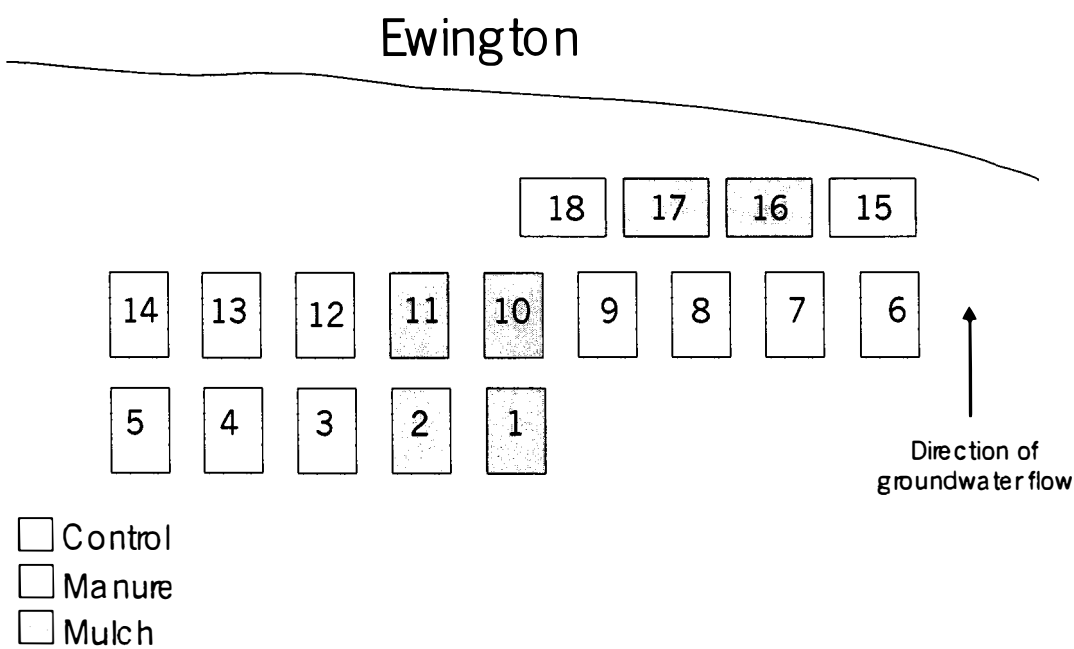 Ewington
18 17 16 15
14 13 12 11 10 9 8 7 6
5 4 3 2 1
Direction of
groundwater flow
Control
Manure
Mulch